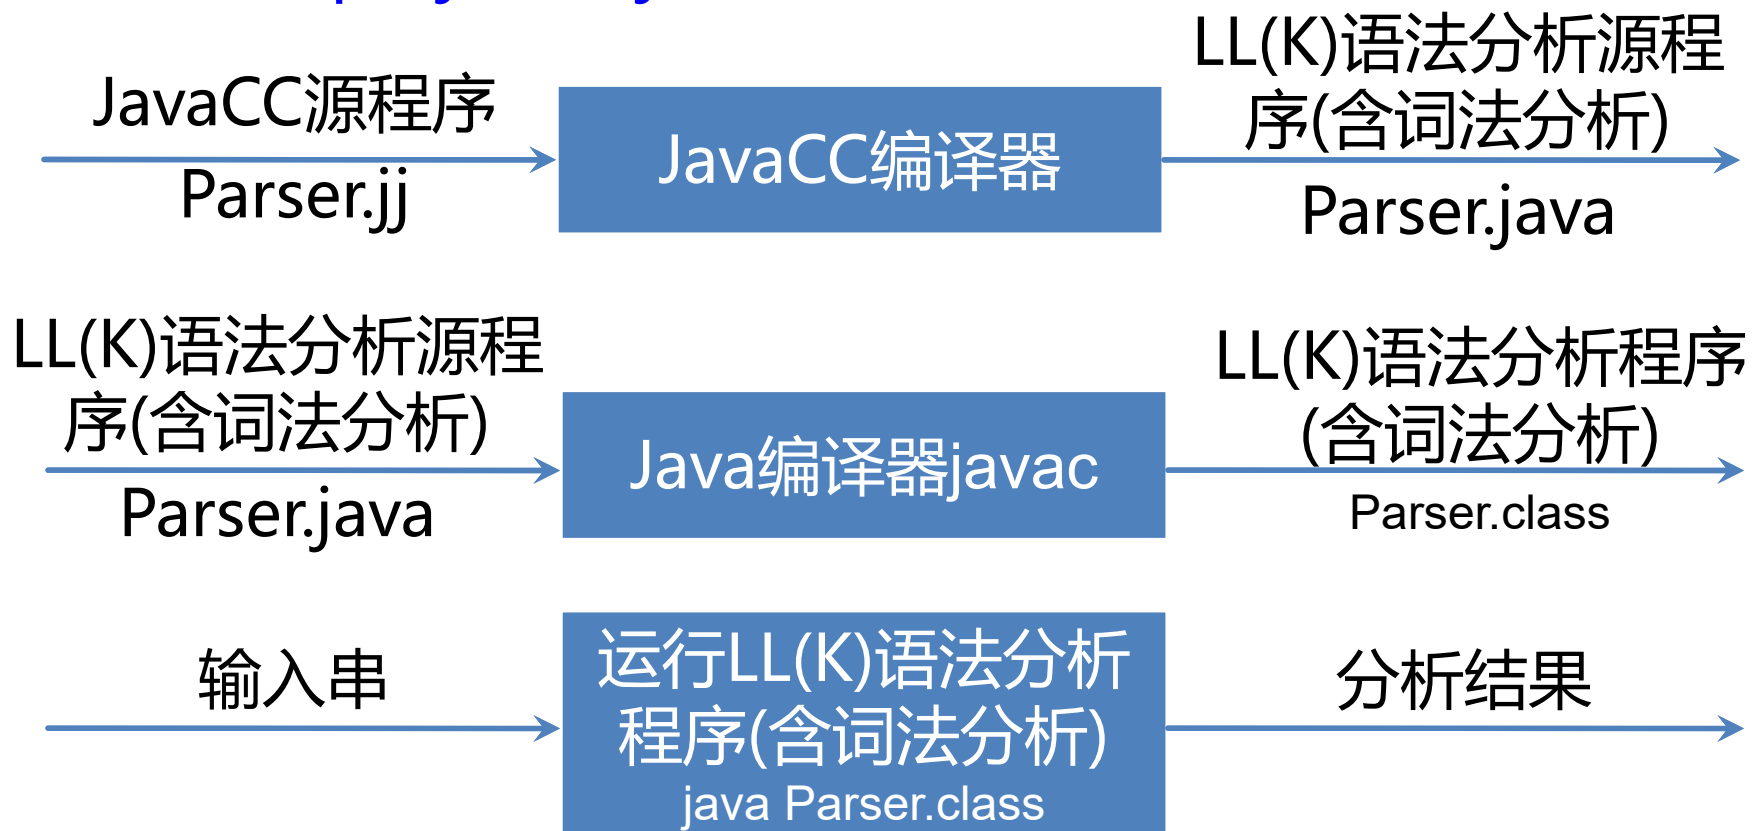 JavaCC源程序
Parser.jj
JavaCC编译器
LL(K)语法分析源程
序(含词法分析)
Parser.java
LL(K)语法分析源程
序(含词法分析)
Parser.java
Java编译器javac
LL(K)语法分析程序
(含词法分析)
Parser.class
输入串
运行LL(K)语法分析
程序(含词法分析)
java Parser.class
分析结果